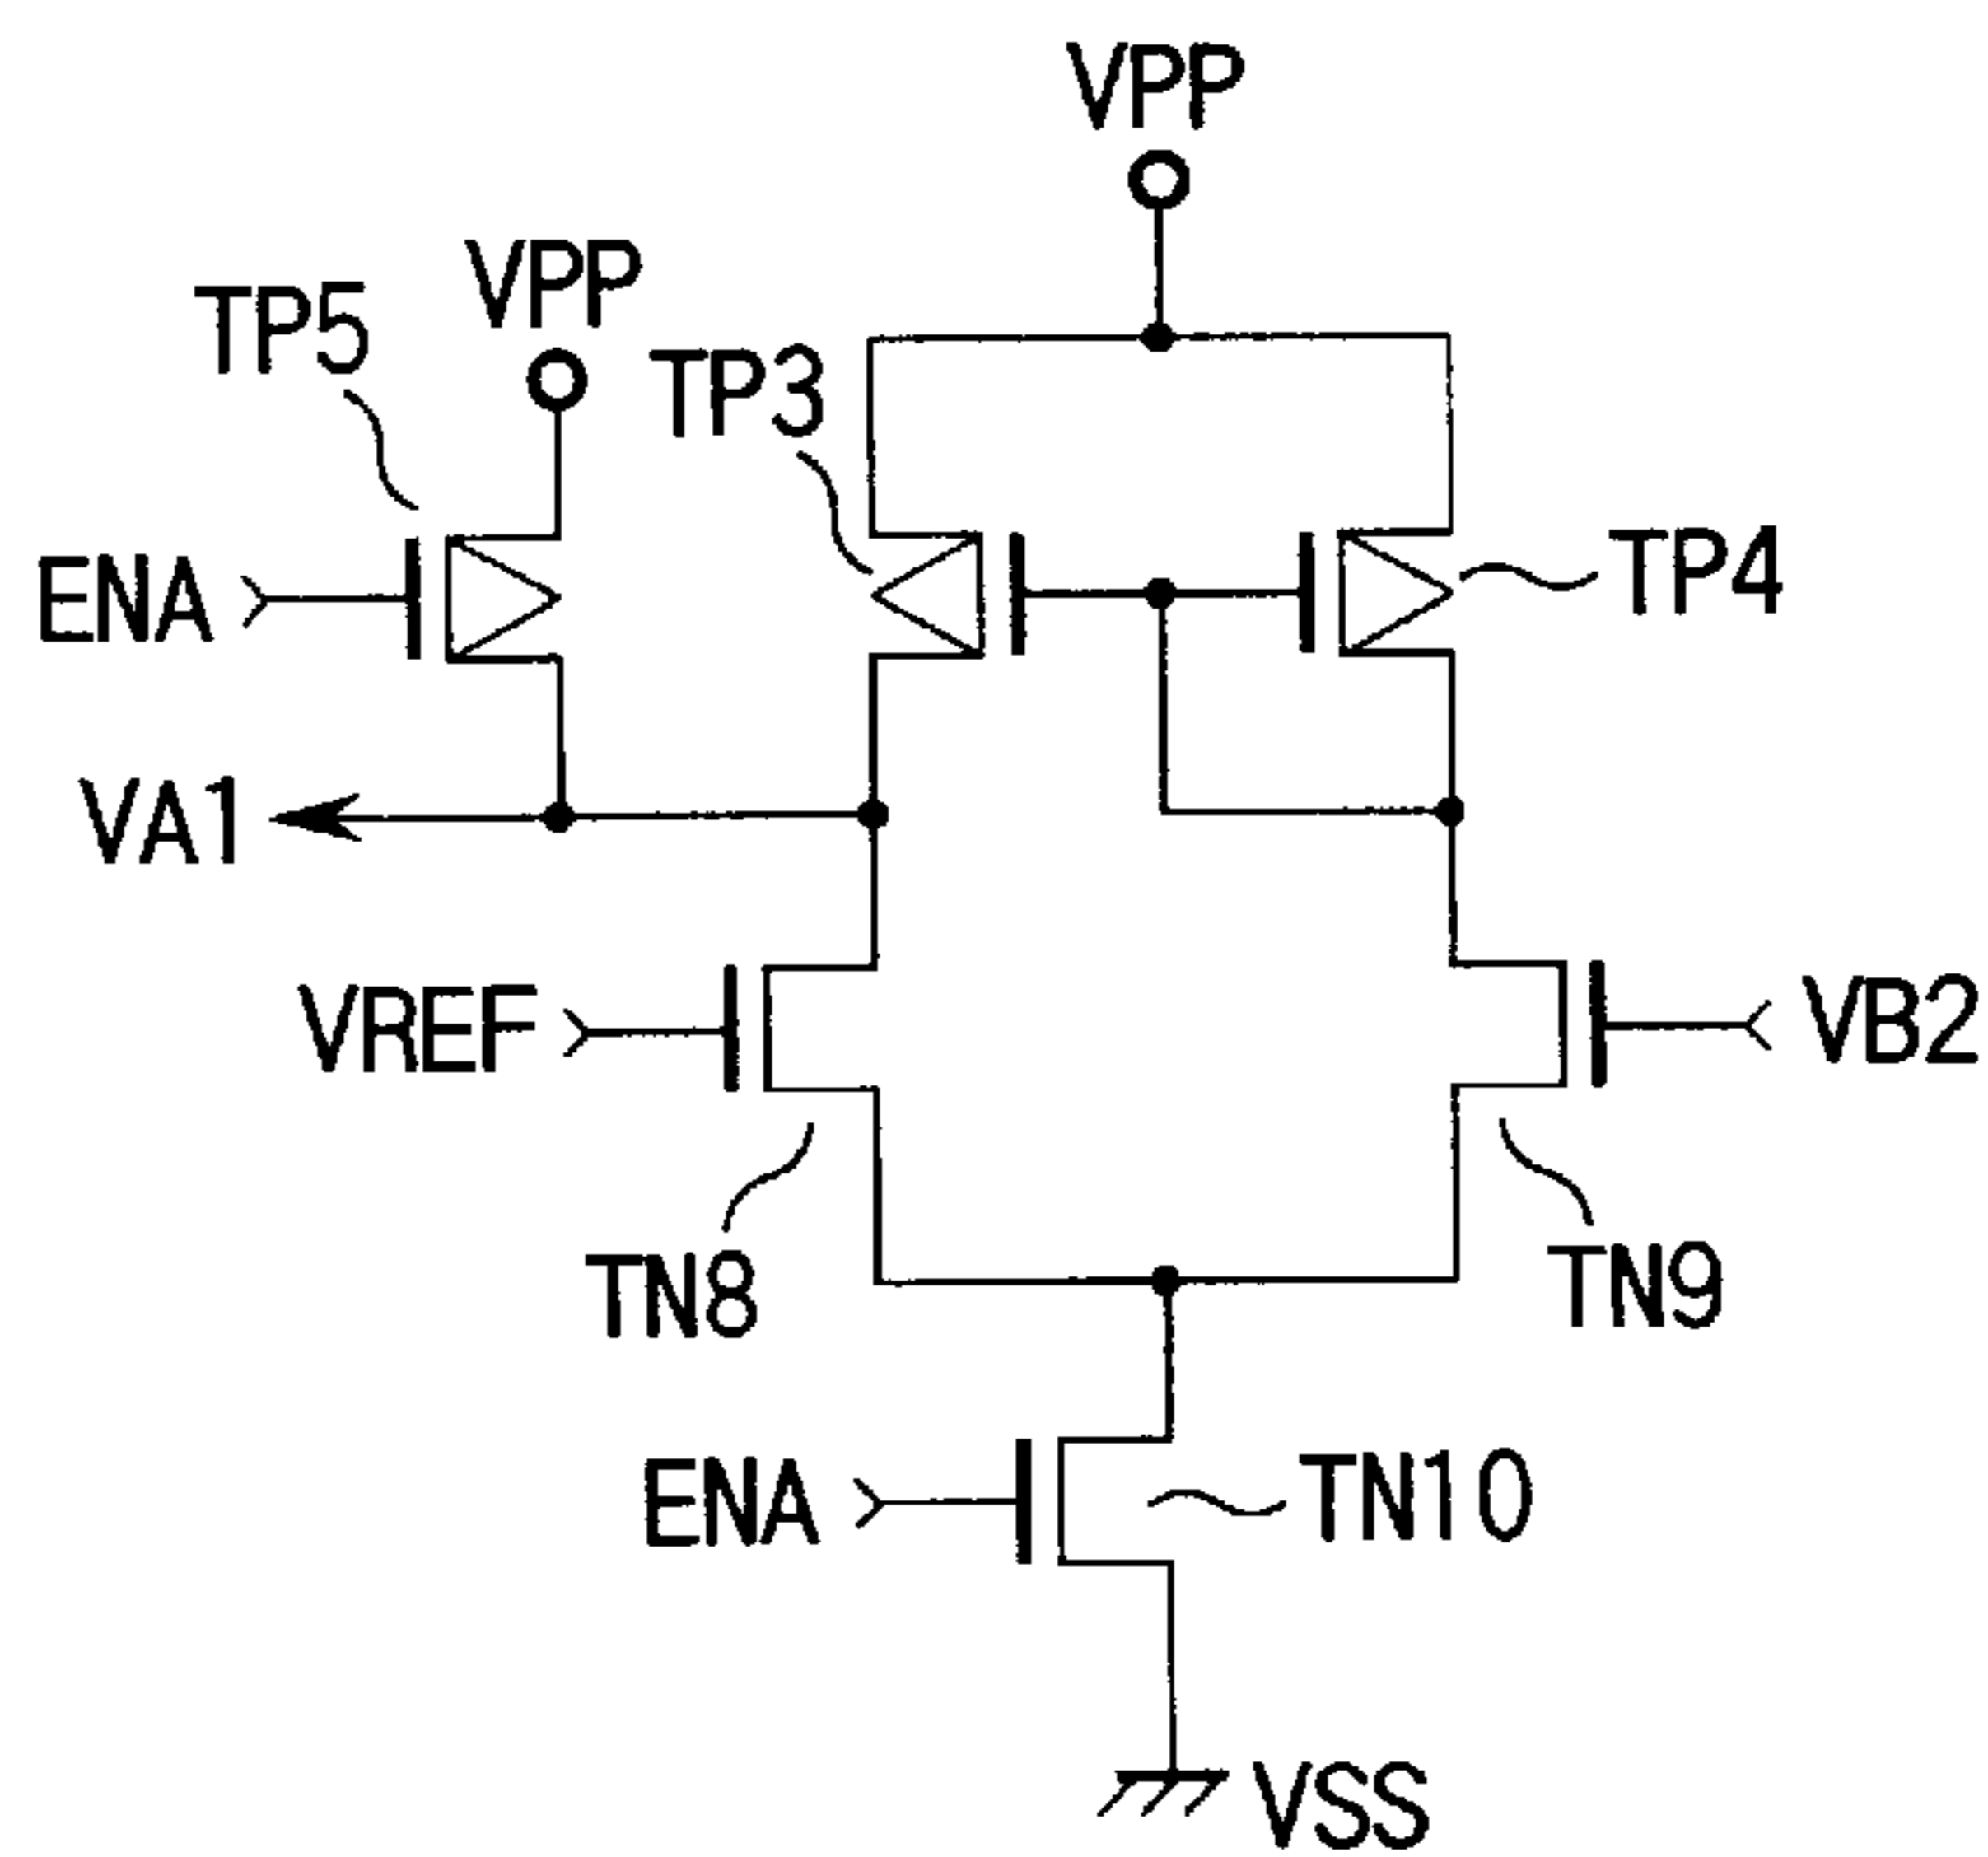 VPP
VPP
TP5
TP3
ENA
TP4
VA1
VREF
VB2
TN8
TN9
ENA
TN10
VSS